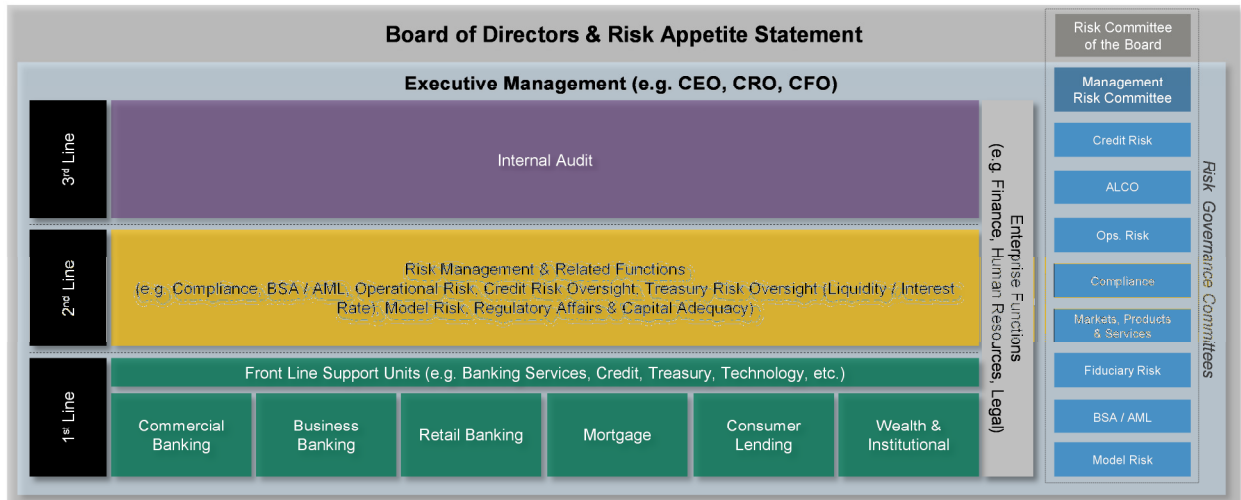 Board of Directors & Risk Appetite Statement
Executive Management (e.g. CEO, CRO, CFO)
3rd Line
Internal Audit
2nd Line
Risk Management & Related Functions
(e.g. Compliance, BSA / AML, Operational Risk, Credit Risk Oversight, Treasury Risk Oversight (Liquidity / Interest
Rate), Model Risk, Regulatory Affairs & Capital Adequacy)
1st Line
Front Line Support Units (e.g. Banking Services, Credit, Treasury, Technology, etc.)
Commercial
Banking
Business
Banking
Retail Banking
Mortgage
Consumer
Lending
Wealth &
Institutional
Enterprise Functions
(e.g. Finance, Human Resources, Legal)
Risk Committee
of the Board
Management
Risk Committee
Credit Risk
ALCO
Ops. Risk
Compliance
Markets, Products
& Services
Fiduciary Risk
BSA / AML
Model Risk
Risk Governance Committees